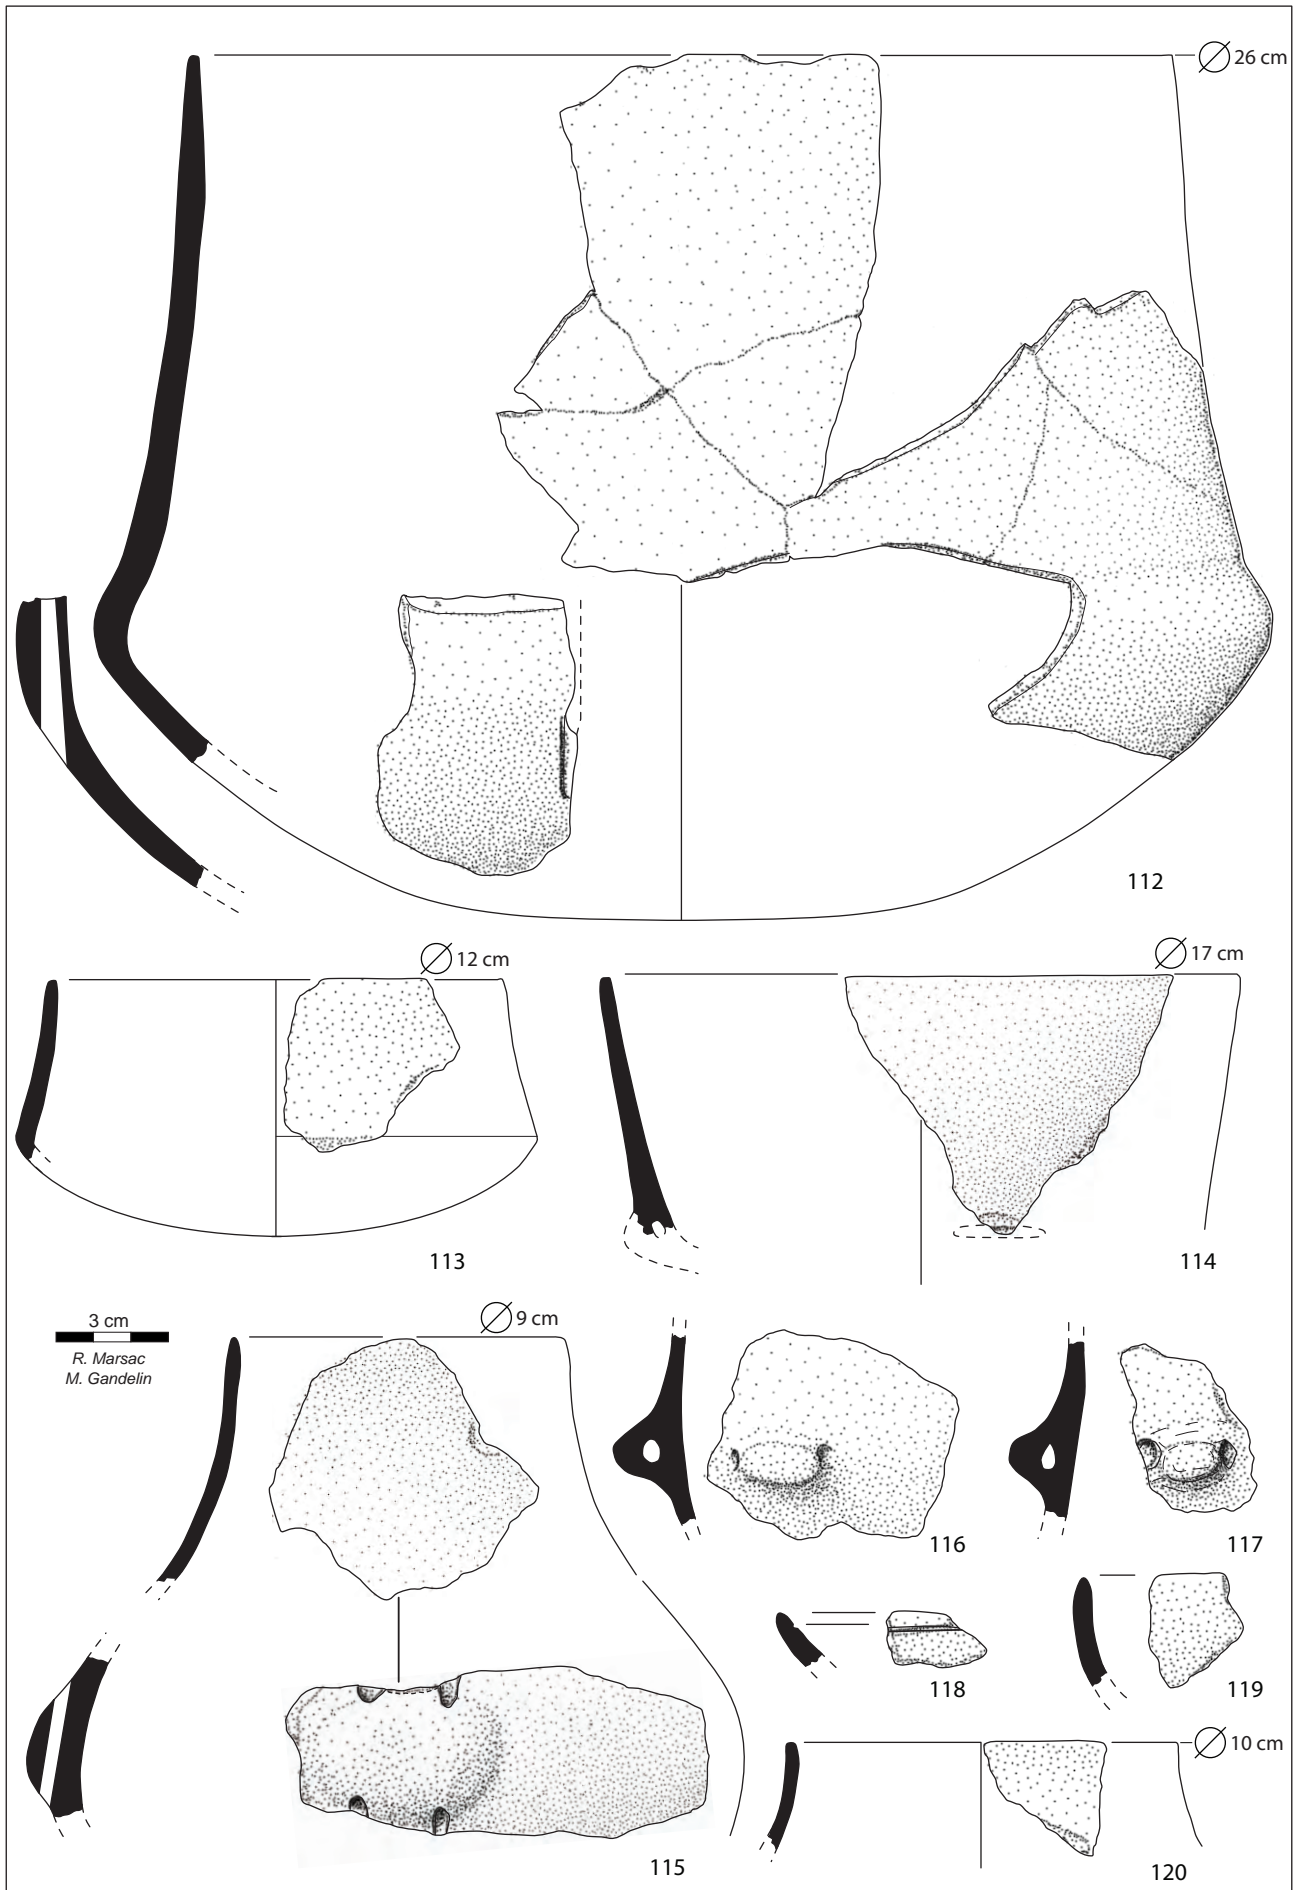 ⌀ 26 cm
112
⌀ 12 cm
⌀ 17 cm
113
114
3 cm
R. Marsac
M. Gandelin
⌀ 9 cm
116
117
118
119
⌀ 10 cm
115
120